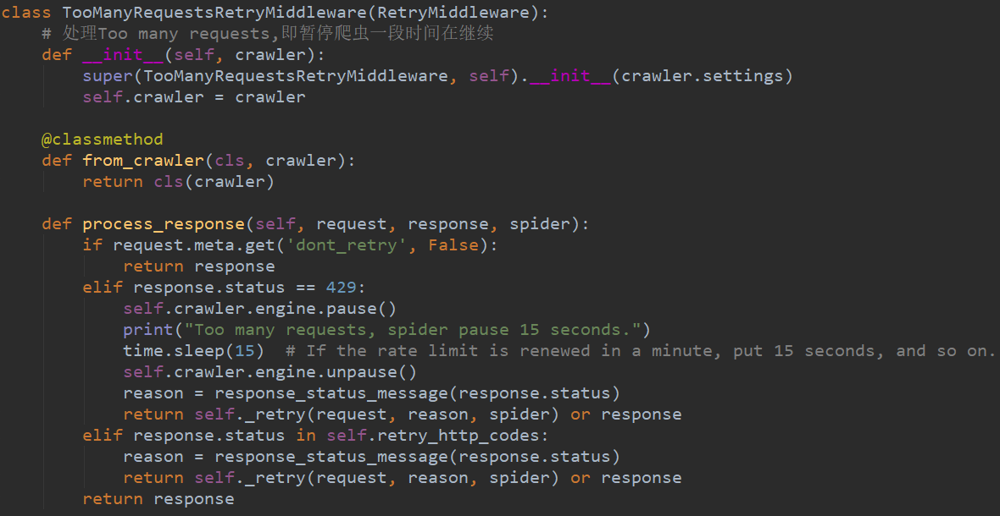 class TooManyRequestsRetryMiddleware(RetryMiddleware):
    # 处理Too many requests,即暂停爬虫一段时间在继续
    def __init__(self, crawler):
        super(TooManyRequestsRetryMiddleware, self).__init__(crawler.settings)
        self.crawler = crawler

    @classmethod
    def from_crawler(cls, crawler):
        return cls(crawler)

    def process_response(self, request, response, spider):
        if request.meta.get('dont_retry', False):
            return response
        elif response.status == 429:
            self.crawler.engine.pause()
            print("Too many requests, spider pause 15 seconds.")
            time.sleep(15)  # If the rate limit is renewed in a minute, put 15 seconds, and so on.
            self.crawler.engine.unpause()
            reason = response_status_message(response.status)
            return self._retry(request, reason, spider) or response
        elif response.status in self.retry_http_codes:
            reason = response_status_message(response.status)
            return self._retry(request, reason, spider) or response
        return response